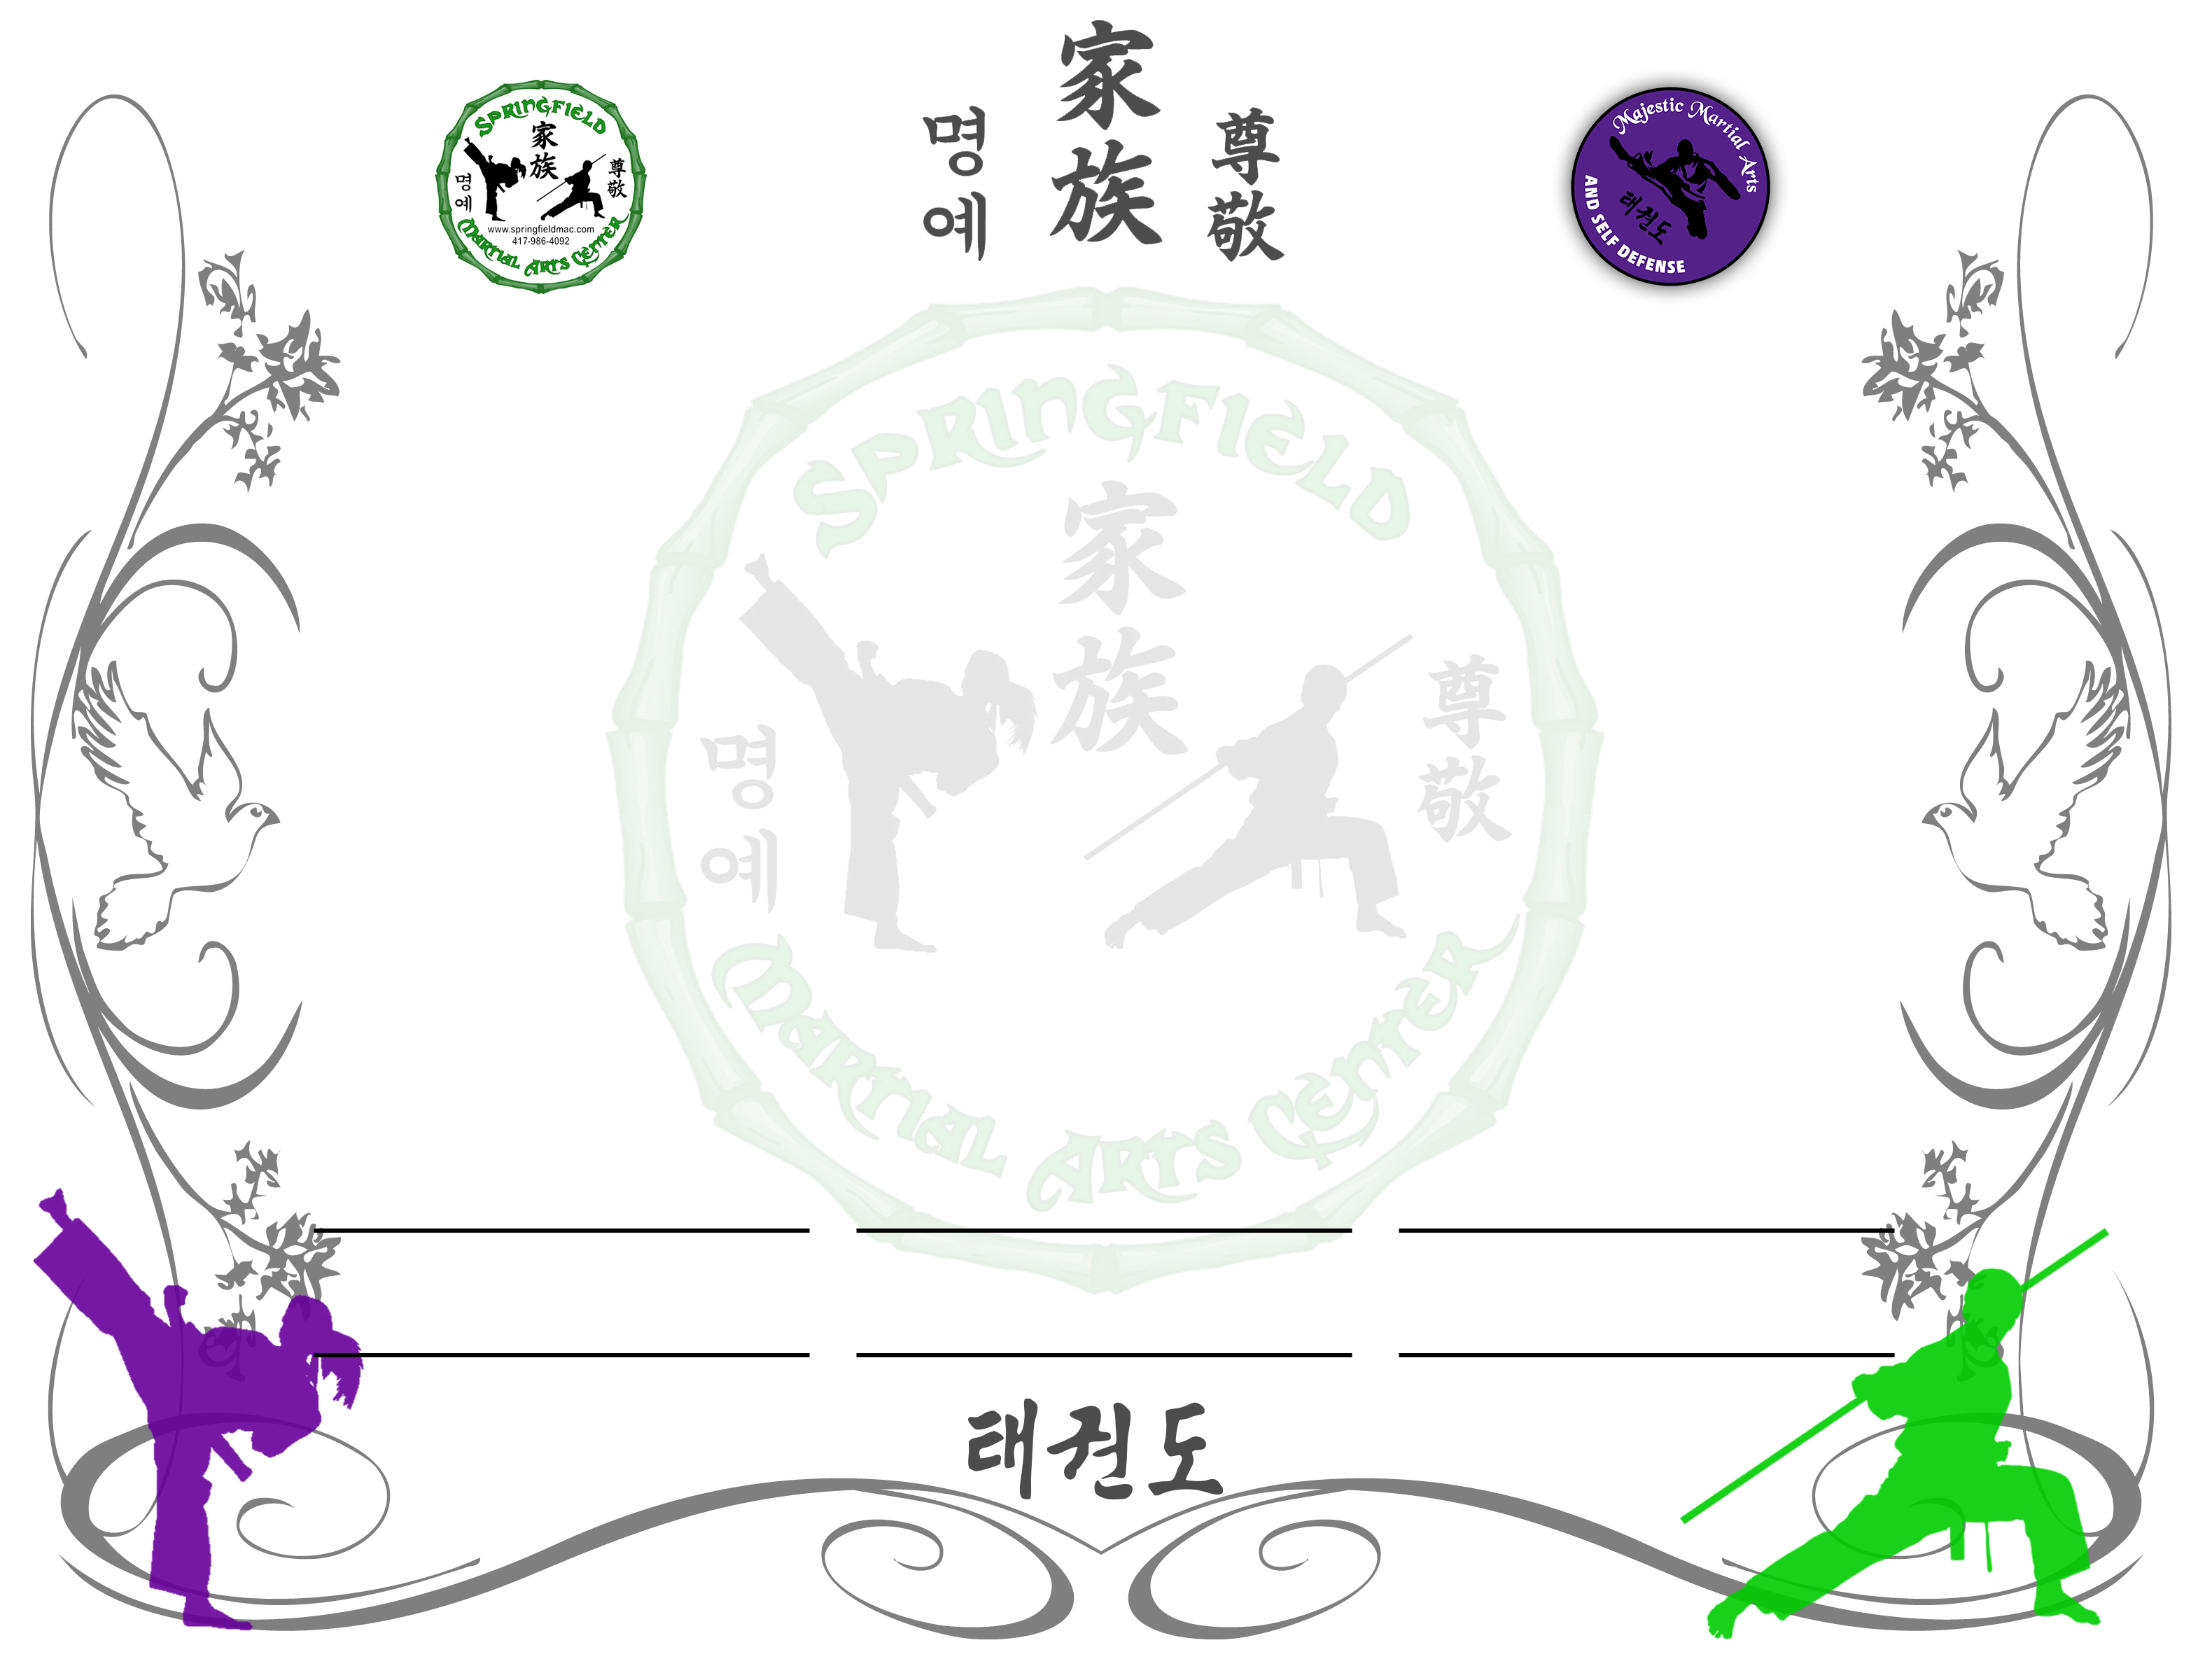 家族
명예
尊敬
SPRINGFIELD
家族
명예
尊敬
www.springfieldmac.com
417-986-4092
MARTIAL ARTS CENTER
Majestic Martial Arts
태권도
AND SELF DEFENSE
SPRINGFIELD
家族
명예
尊敬
MARTIAL ARTS CENTER
태권도